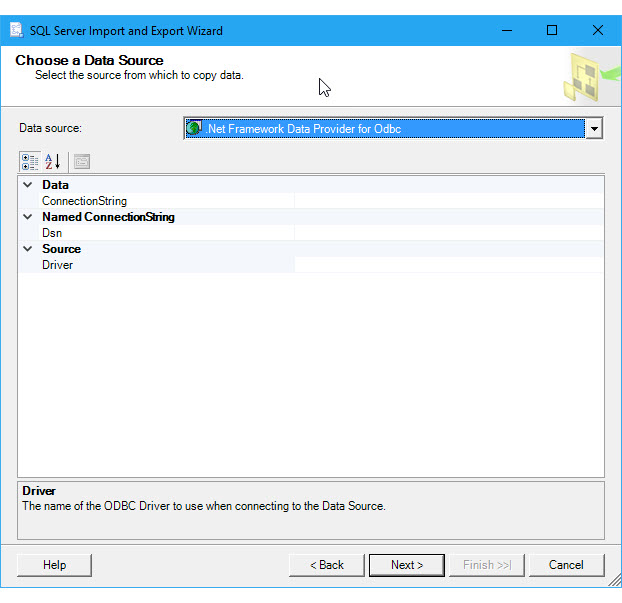 SQL Server Import and Export Wizard
Choose a Data Source
Select the source from which to copy data.
Data source:
.Net Framework Data Provider for Odbc
A
Z
Data
ConnectionString
Named ConnectionString
Dsn
Source
Driver
Driver
The name of the ODBC Driver to use when connecting to the Data Source.
Help
< Back
Next >
Finish >>|
Cancel